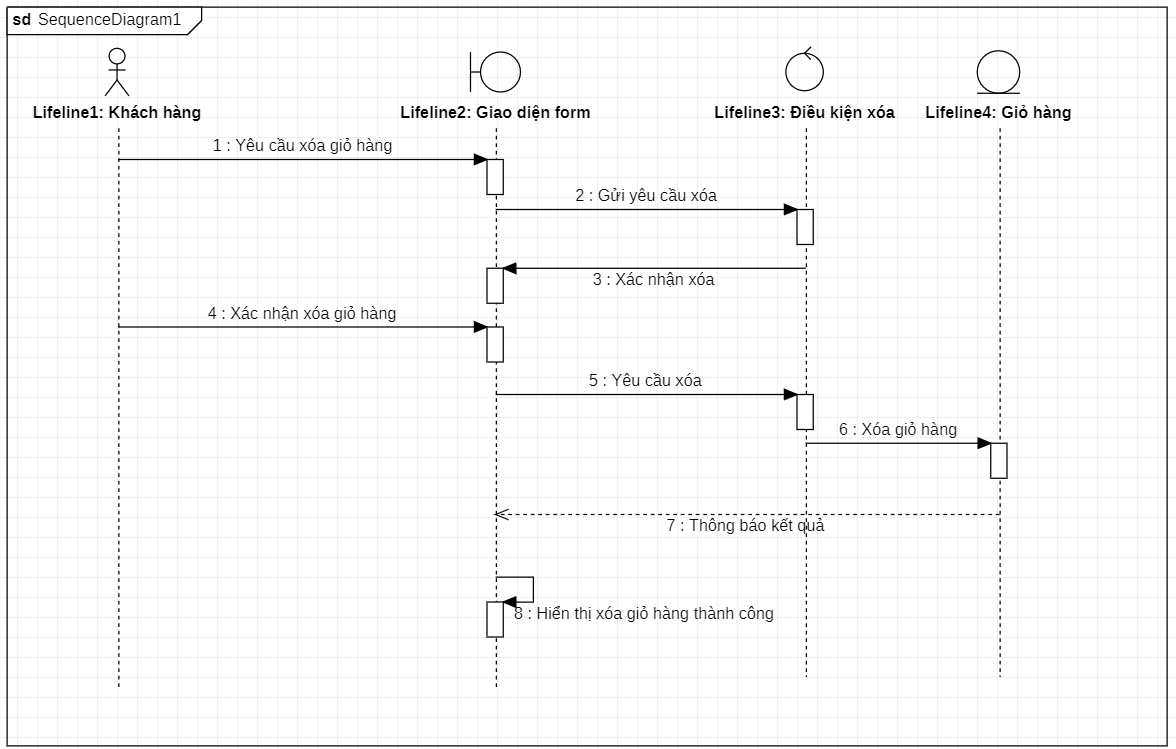 sd SequenceDiagram1
Lifeline1: Khách hàng
Lifeline2: Giao diện form
Lifeline3: Điều kiện xóa
Lifeline4: Giỏ hàng
1 : Yêu cầu xóa giỏ hàng
2 : Gửi yêu cầu xóa
3 : Xác nhận xóa
4 : Xác nhận xóa giỏ hàng
5 : Yêu cầu xóa
6 : Xóa giỏ hàng
7 : Thông báo kết quả
8 : Hiển thị xóa giỏ hàng thành công